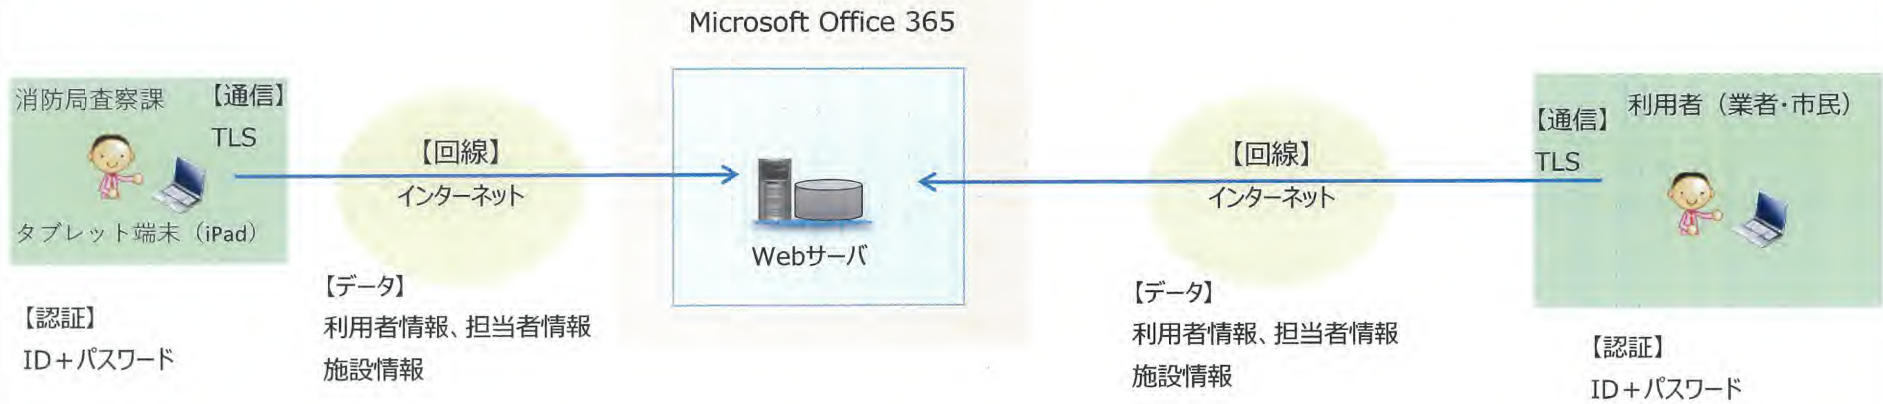 Microsoft Office 365
消防局査察課
【通信】
TLS
タブレット端末（iPad）
【認証】
ID＋パスワード
【回線】
インターネット
【データ】
利用者情報、担当者情報
施設情報
Webサーバ
【回線】
インターネット
【データ】
利用者情報、担当者情報
施設情報
【通信】
TLS
利用者（業者・市民）
【認証】
ID＋パスワード